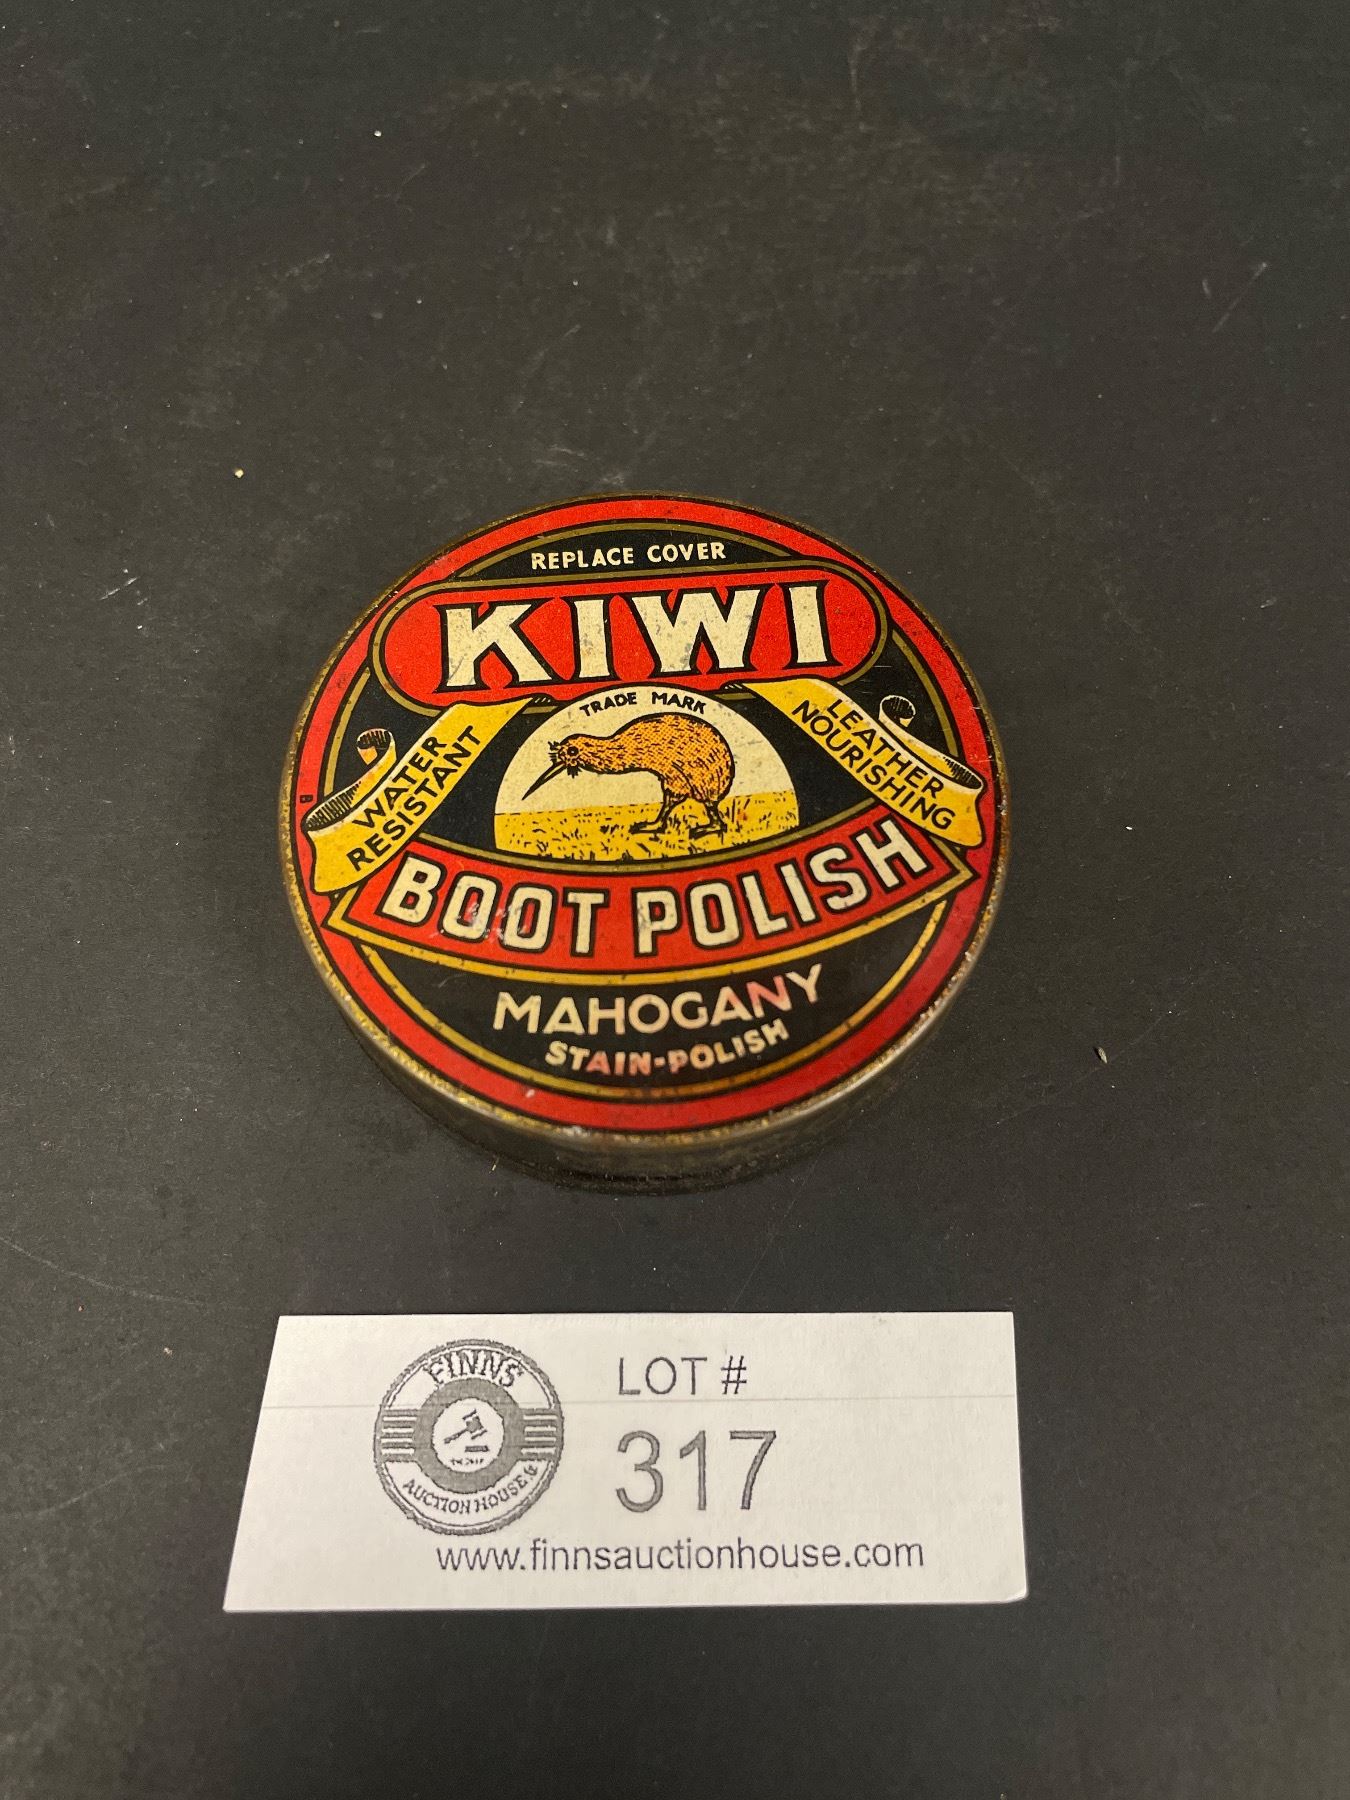 REPLACE COVER
KIWI
TRADE MARK
WATER
RESISTANT
LEATHER
NOURISHING
BOOT POLISH
MAHOGANY
STAIN-POLISH
B
FINNS
AUCTION HOUSE
LOT #
317
www.finnsauctionhouse.com